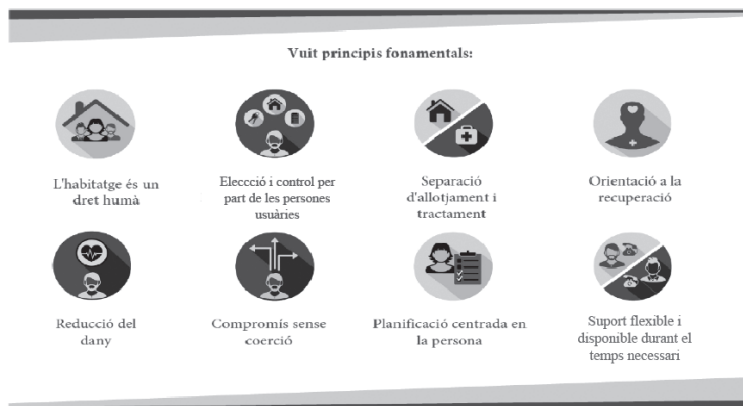 Vuit principis fonamentals:
L'habitatge és un
dret humà
Eleccció i control per
part de les persones
usuàries
Separació
d'allotjament i
tractament
Orientació a la
recuperació
Reducció del
dany
Compromís sense
coerció
Planificació centrada en
la persona
Suport flexible i
disponible durant el
temps necessari